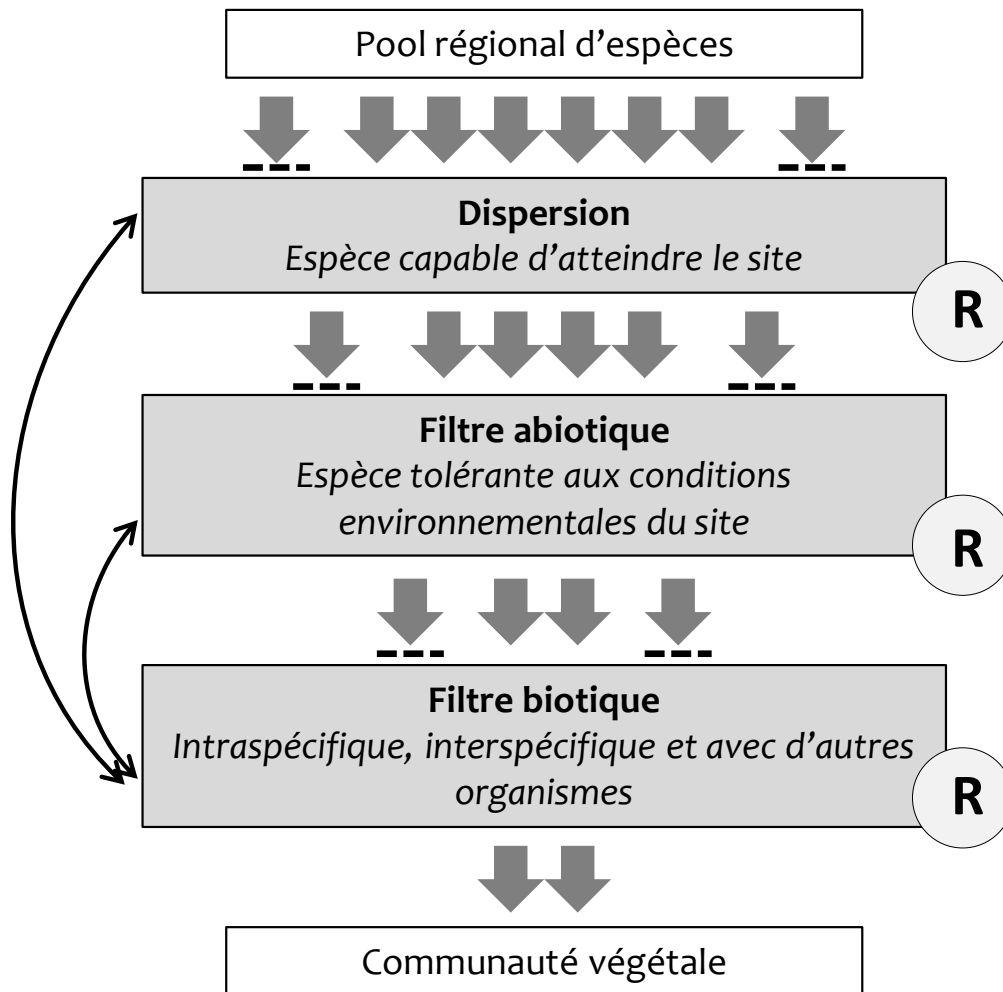 Pool régional d’espèces
Dispersion
Espèce capable d’atteindre le site
R
Filtre abiotique
Espèce tolérante aux conditions
environnementales du site
R
Filtre biotique
Intraspécifique, interspécifique et avec d’autres
organismes
R
Communauté végétale